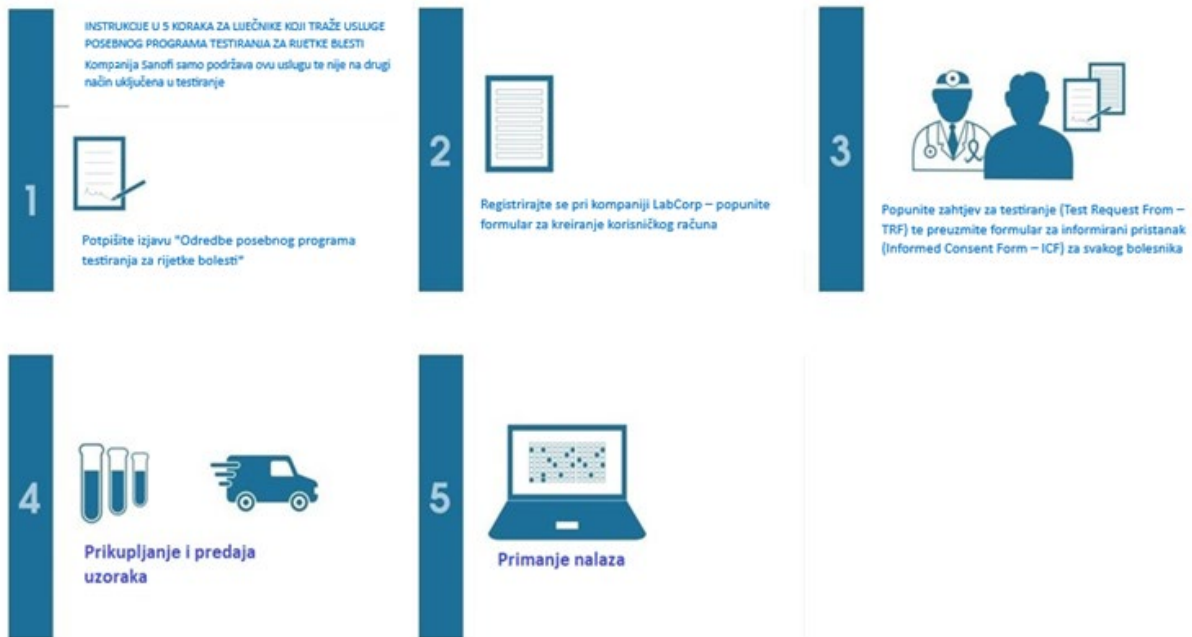 1
INSTRUKCIJE U 5 KORAKA ZA LIJEČNIKE KOJI TRAŽE USLUGE
POSEBNOG PROGRAMA TESTIRANJA ZA RIJETKE BLESTI
Kompanija Sanofi samo podržava ovu uslugu te nije na drugi
način uključena u testiranje
Potpišite izjavu "Odredbe posebnog programa
testiranja za rijetke bolesti"
2
Registrirajte se pri kompaniji LabCorp – popunite
formular za kreiranje korisničkog računa
3
Popunite zahtjev za testiranje (Test Request From –
TRF) te preuzmite formular za informirani pristanak
(Informed Consent Form – ICF) za svakog bolesnika
4
Prikupljanje i predaja
uzoraka
5
Primanje nalaza